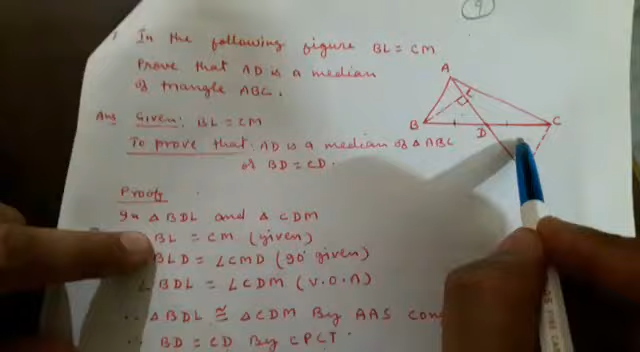 9
1 In the following figure BL = CM
Prove that AD is a median
of triangle ABC.
Ans Given: BL = CM
To prove that: AD is a median of △ ABC
or BD = CD.
Proof
In △ BDL and △ CDM
BL = CM (given)
BLD = ∠CMD (90° given)
∠ BDL = ∠CDM (V.O.A)
∴ △ BDL ≅ △ CDM By AAS
∴ BD = CD By CPCT.
A
L
B
D
C